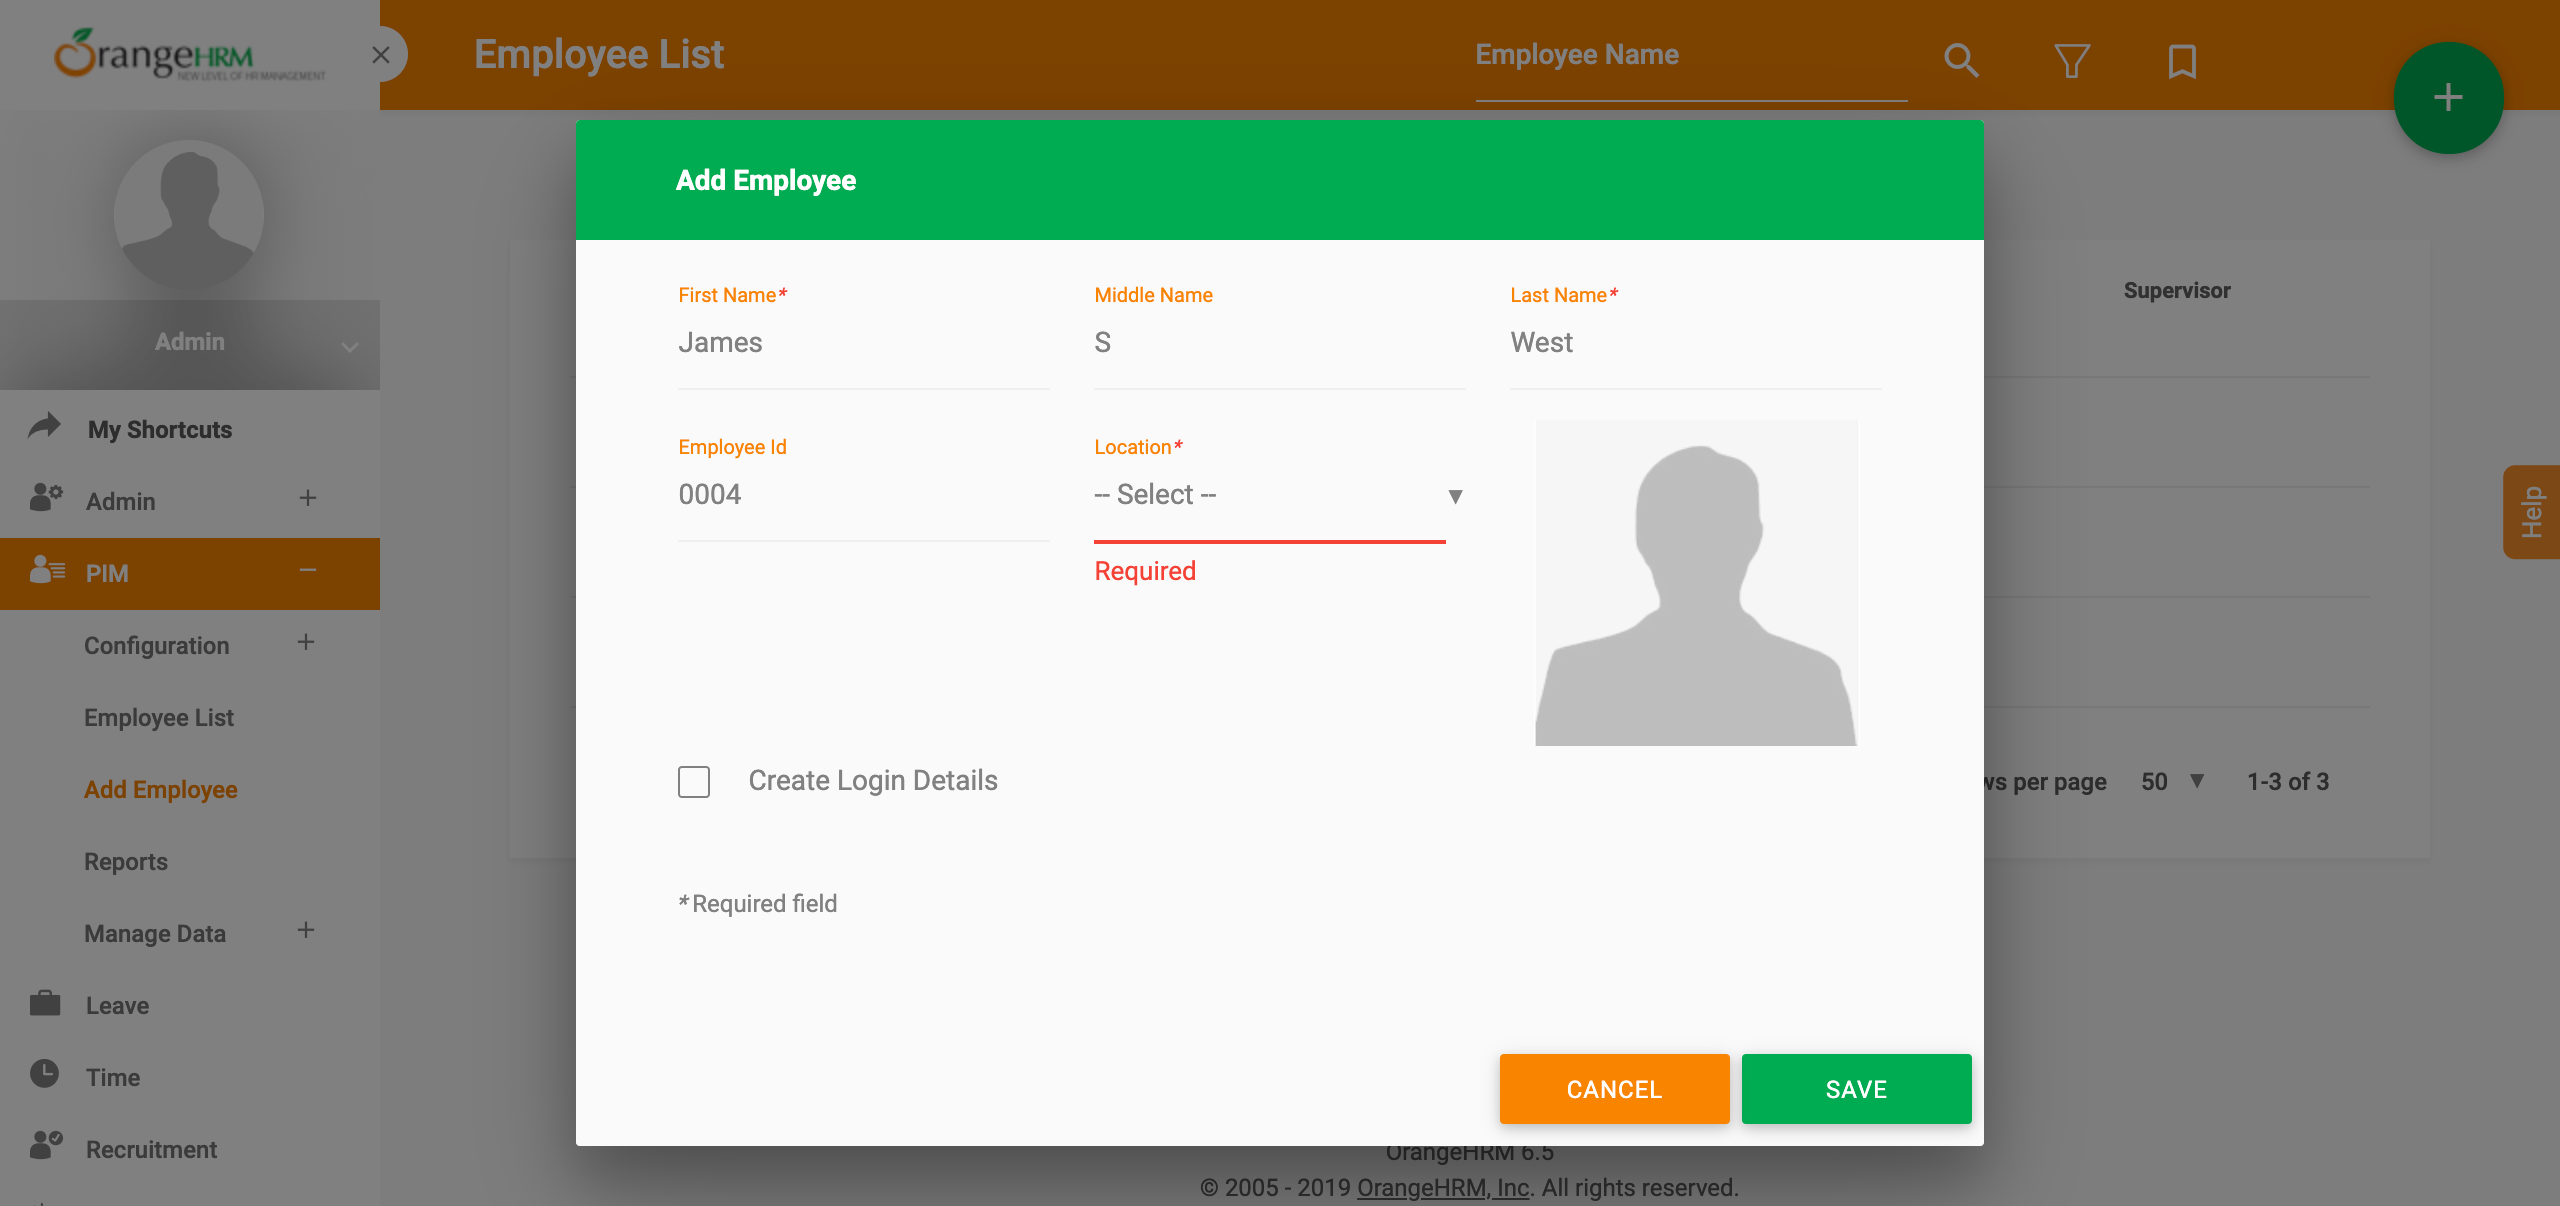 OrangeHRM
NEW LEVEL OF HR MANAGEMENT
Employee List
Employee Name
Admin
My Shortcuts
Admin
PIM
Configuration
Employee List
Add Employee
Reports
Manage Data
Leave
Time
Recruitment
Add Employee
First Name*
James
Middle Name
S
Last Name*
West
Employee Id
0004
Location*
-- Select --
Required
Create Login Details
*Required field
CANCEL
SAVE
Supervisor
ws per page 50 1-3 of 3
Help
OrangeHRM 6.5
© 2005 - 2019 OrangeHRM, Inc. All rights reserved.